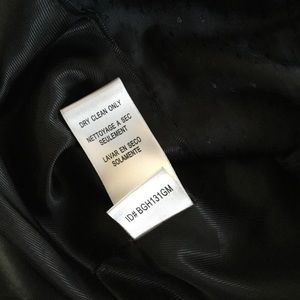 DRY CLEAN ONLY
NETTOYAGE A SEC
SEULEMENT
LAVAR EN SECO
SOLAMENTE
ID# BGH131GM